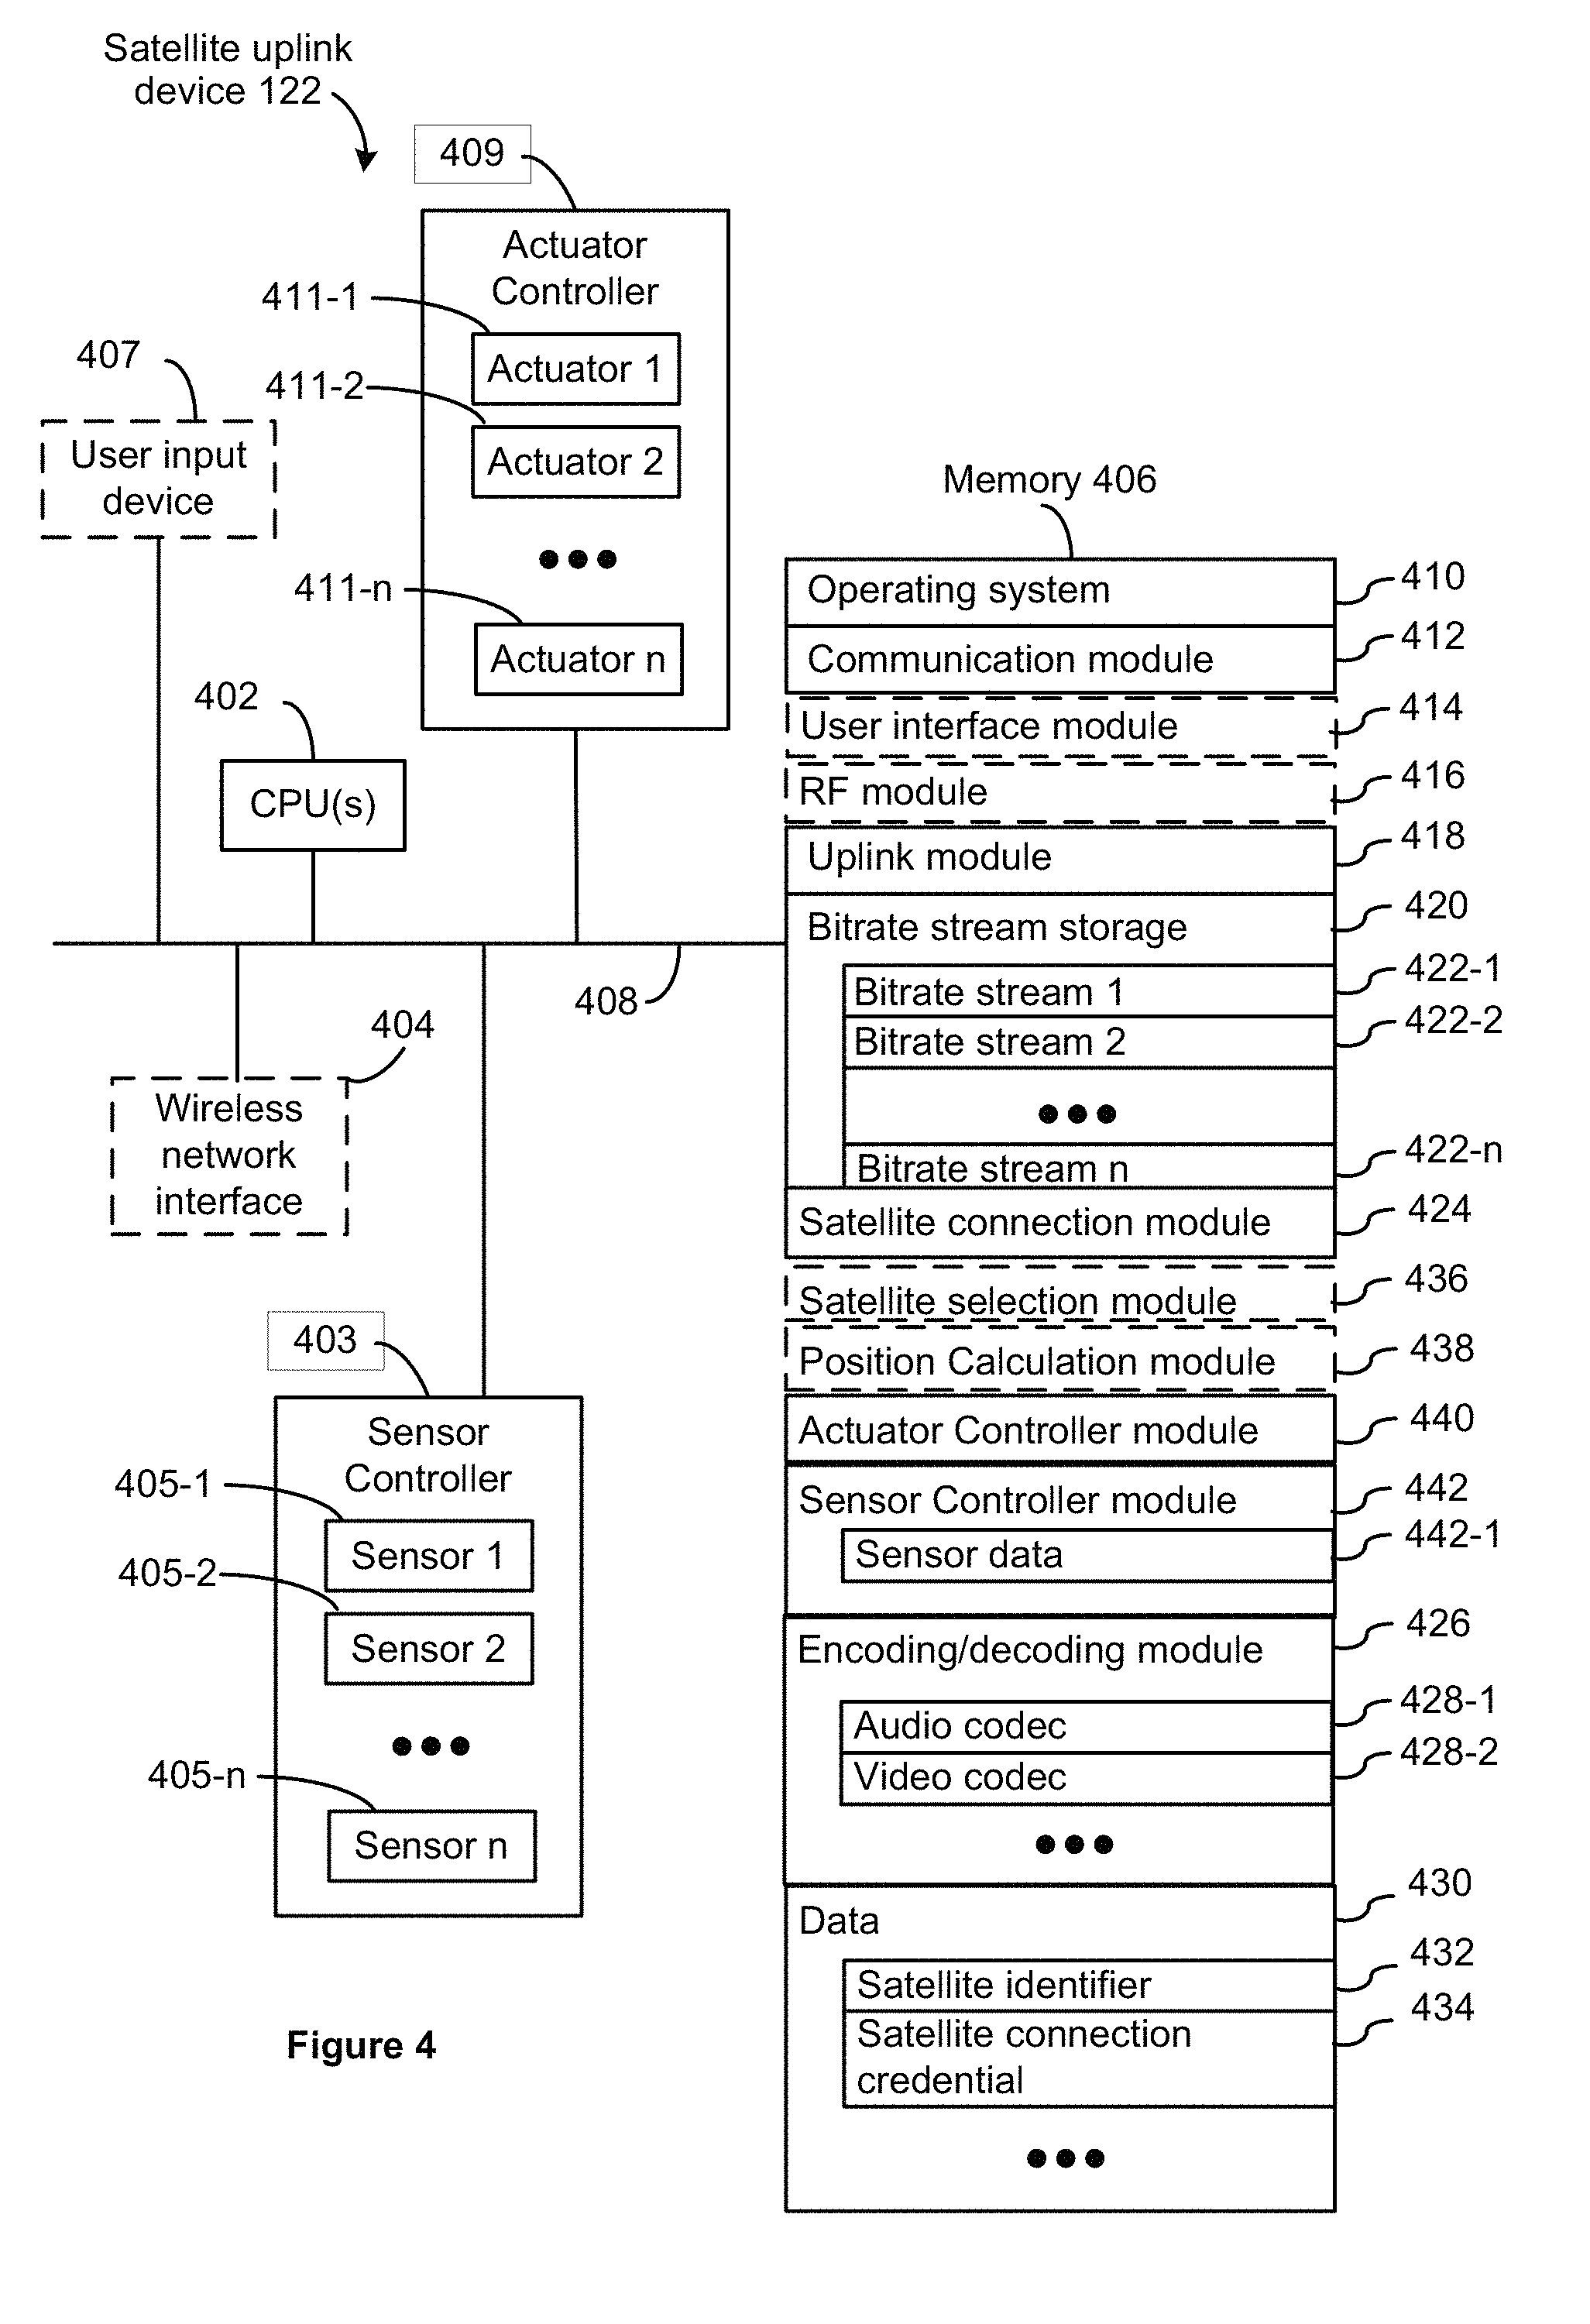 Satellite uplink
device 122
409
Actuator
Controller
411-1
Actuator 1
411-2
Actuator 2
411-n
Actuator n
407
User input
device
402
CPU(s)
408
404
Wireless
network
interface
403
Sensor
Controller
405-1
Sensor 1
405-2
Sensor 2
405-n
Sensor n
Memory 406
Operating system
410
Communication module
412
User interface module
414
RF module
416
Uplink module
418
Bitrate stream storage
420
Bitrate stream 1
422-1
Bitrate stream 2
422-2
Bitrate stream n
422-n
Satellite connection module
424
Satellite selection module
436
Position Calculation module
438
Actuator Controller module
440
Sensor Controller module
442
Sensor data
442-1
Encoding/decoding module
426
Audio codec
428-1
Video codec
428-2
Data
430
Satellite identifier
432
Satellite connection
credential
434
Figure 4